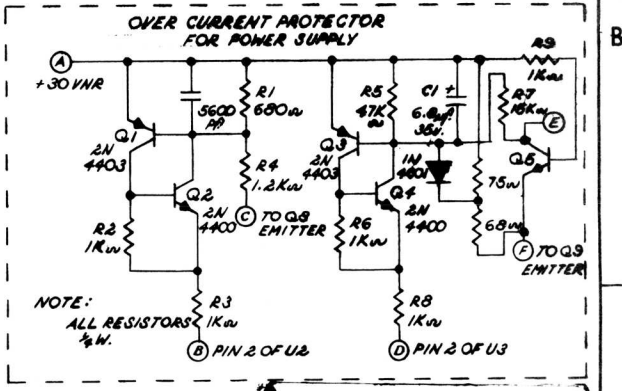 OVER CURRENT PROTECTOR
FOR POWER SUPPLY
B
A
+30 VNR
R9
1KΩ
R1
680Ω
R5
47K
Ω
C1 +
6.8μf.
35v.
R7
15KΩ
E
5600
Pf
Q1
2N
4403
Q3
2N
4403
Q5
R4
1.2KΩ
1N
4001
Q2
2N
4400
Q4
2N
4400
75Ω
C
TO Q8
EMITTER
R2
1KΩ
R6
1KΩ
68Ω
F
TO Q9
EMITTER
NOTE:
ALL RESISTORS
¼W.
R3
1KΩ
R8
1KΩ
B
PIN 2 OF U2
D
PIN 2 OF U3